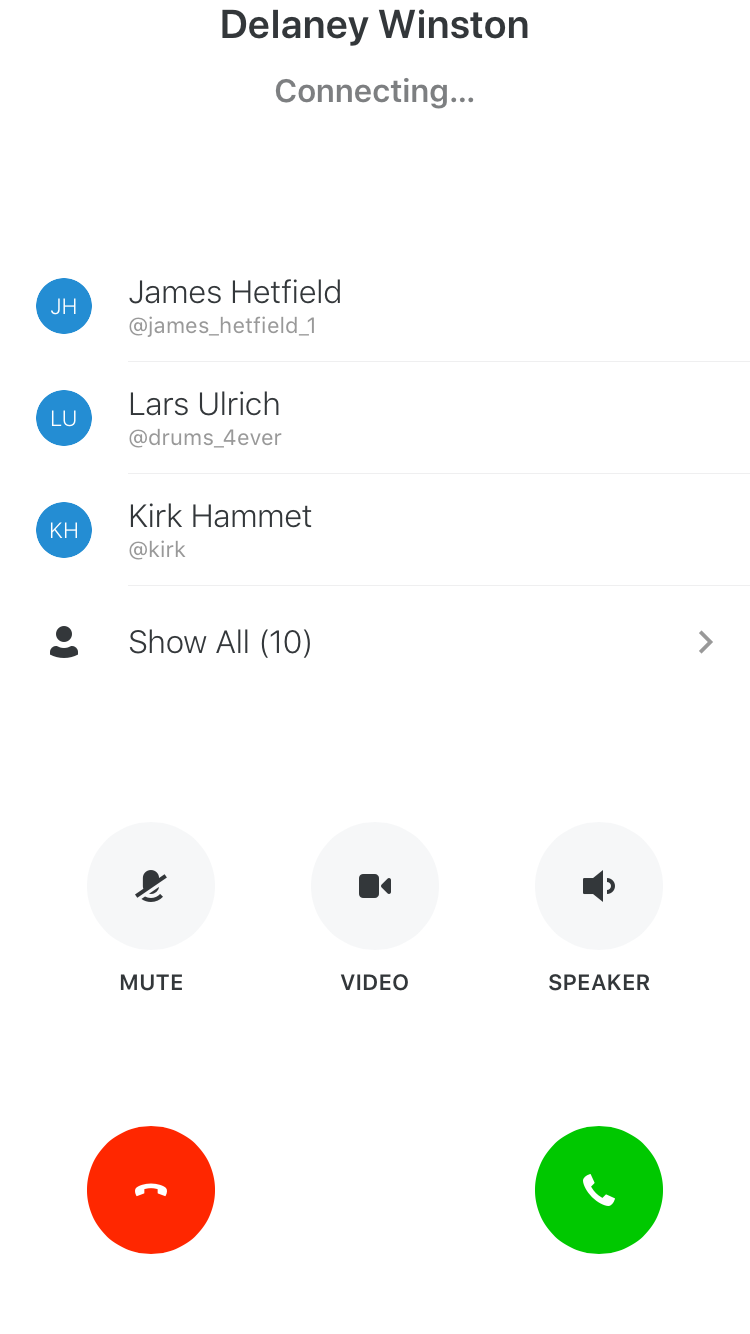 Delaney Winston
Connecting...
JH
James Hetfield
@james_hetfield_1
LU
Lars Ulrich
@drums_4ever
KH
Kirk Hammet
@kirk
Show All (10)
MUTE
VIDEO
SPEAKER